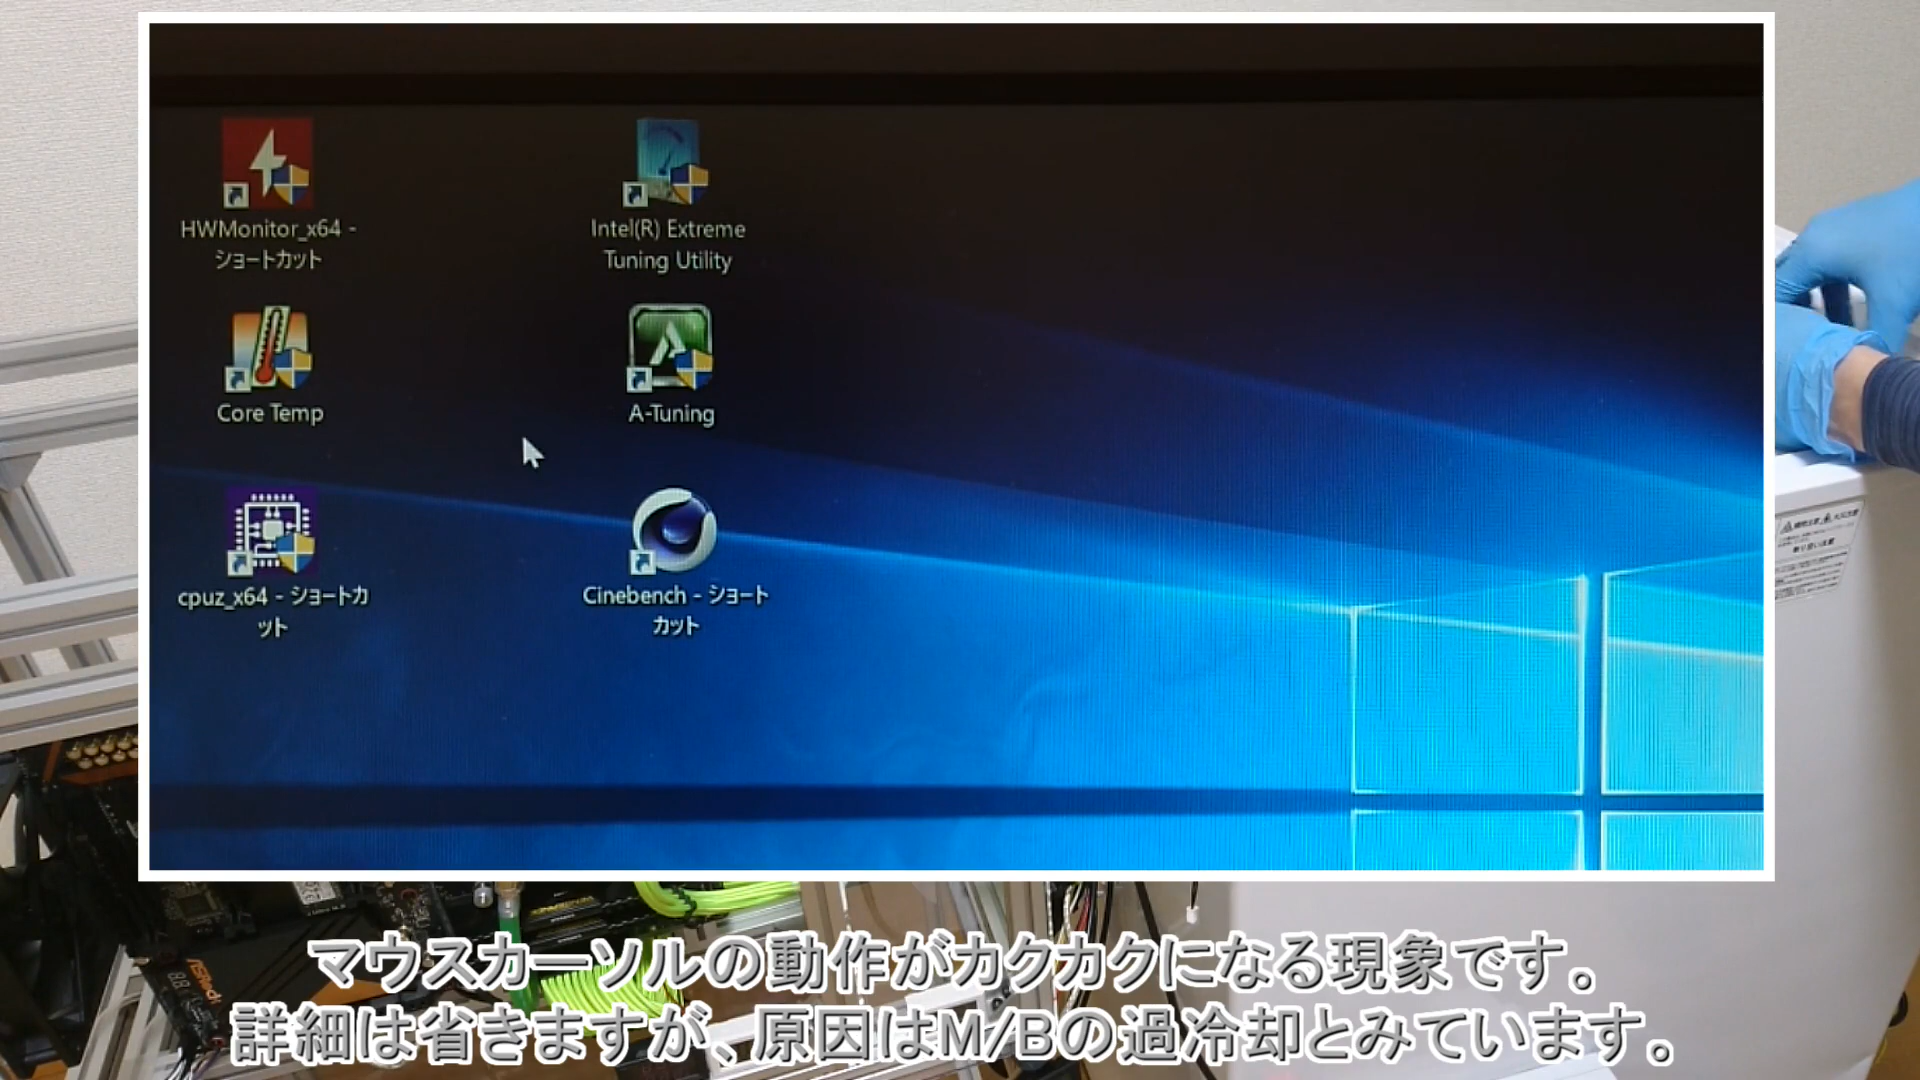 HWMonitor_x64 -
ショートカット
Intel(R) Extreme
Tuning Utility
Core Temp
A-Tuning
cpuz_x64 - ショートカ
ット
Cinebench - ショート
カット
ASRock
マウスカーソルの動作がカクカクになる現象です。
詳細は省きますが、原因はM/Bの過冷却とみています。